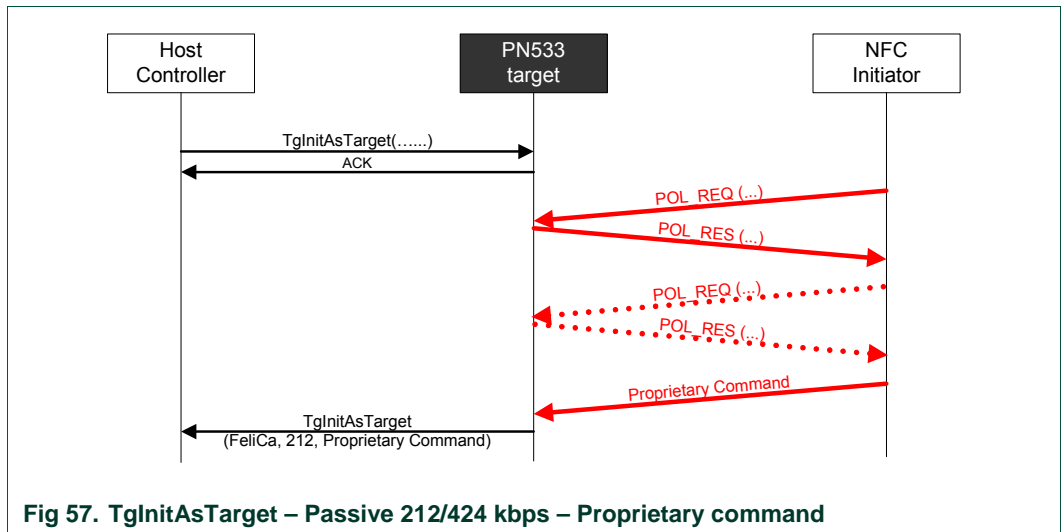 Host
Controller
PN533
target
NFC
Initiator
TgInitAsTarget(…...)
ACK
POL_REQ (...)
POL_RES (...)
POL_REQ (...)
POL_RES (...)
Proprietary Command
TgInitAsTarget
(FeliCa, 212, Proprietary Command)
Fig 57. TgInitAsTarget – Passive 212/424 kbps – Proprietary command